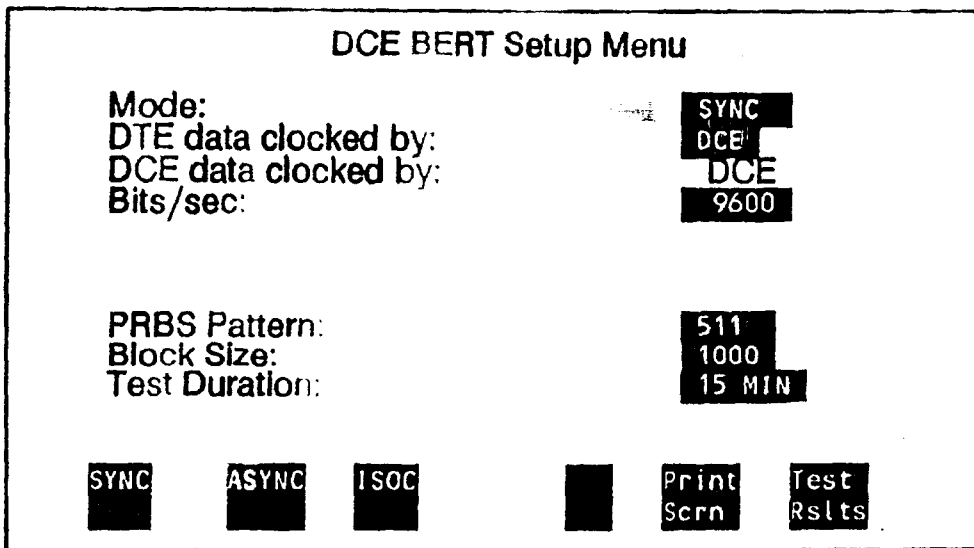 DCE BERT Setup Menu
Mode: SYNC
DTE data clocked by: DCE
DCE data clocked by: DCE
Bits/sec: 9600
PRBS Pattern: 511
Block Size: 1000
Test Duration: 15 MIN
SYNC ASYNC ISOC Print Scrn Test Rslts